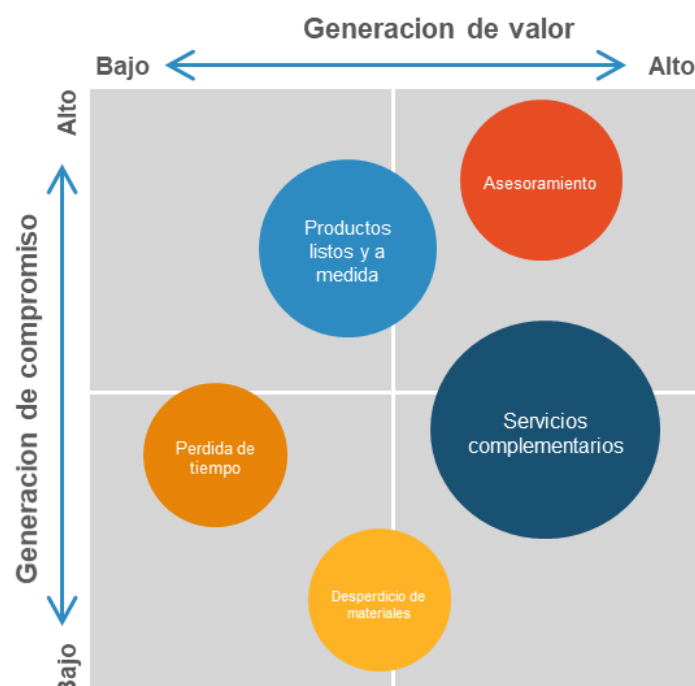 Generacion de valor
Bajo
Alto
Alto
Generacion de compromiso
Bajo
Asesoramiento
Productos
listos y a
medida
Servicios
complementarios
Perdida de
tiempo
Desperdicio de
materiales